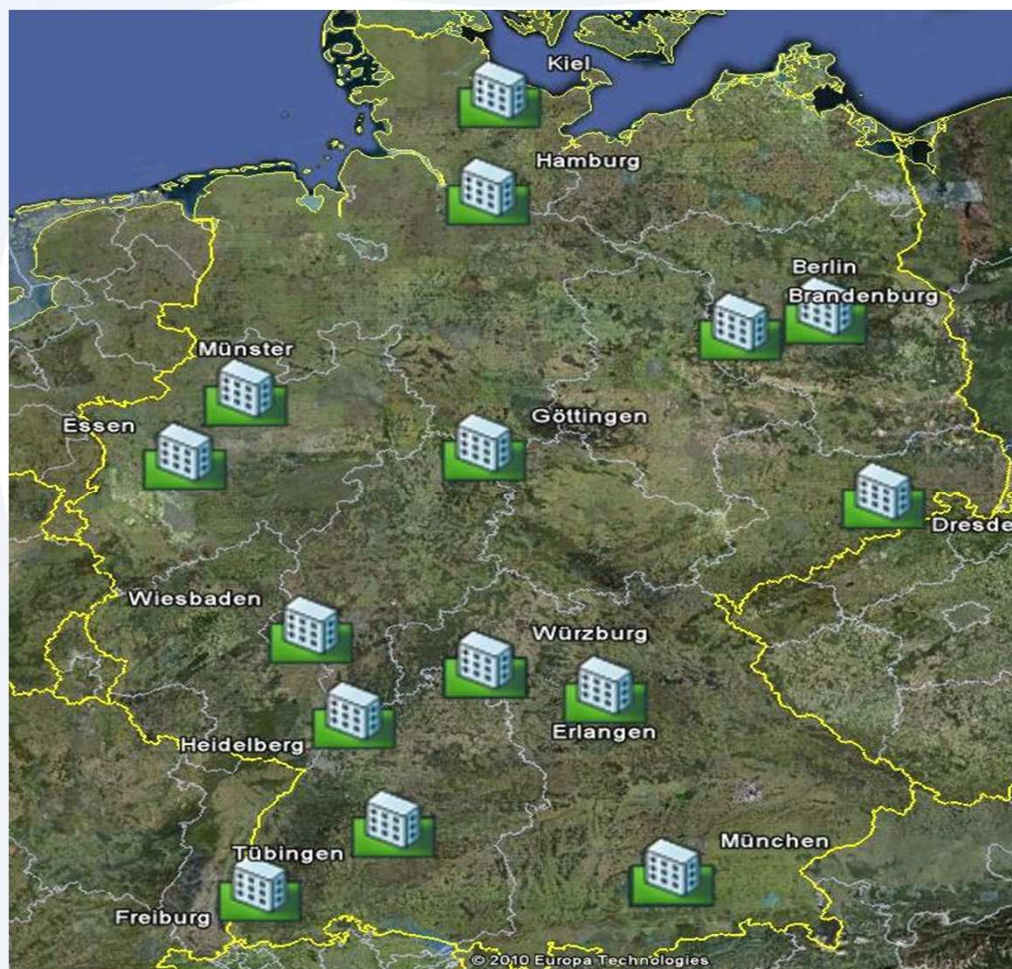 Kiel
Hamburg
Berlin
Brandenburg
Münster
Essen
Göttingen
Dresde
Wiesbaden
Würzburg
Erlangen
Heidelberg
München
Tübingen
Freiburg
© 2010 Europa Technologies